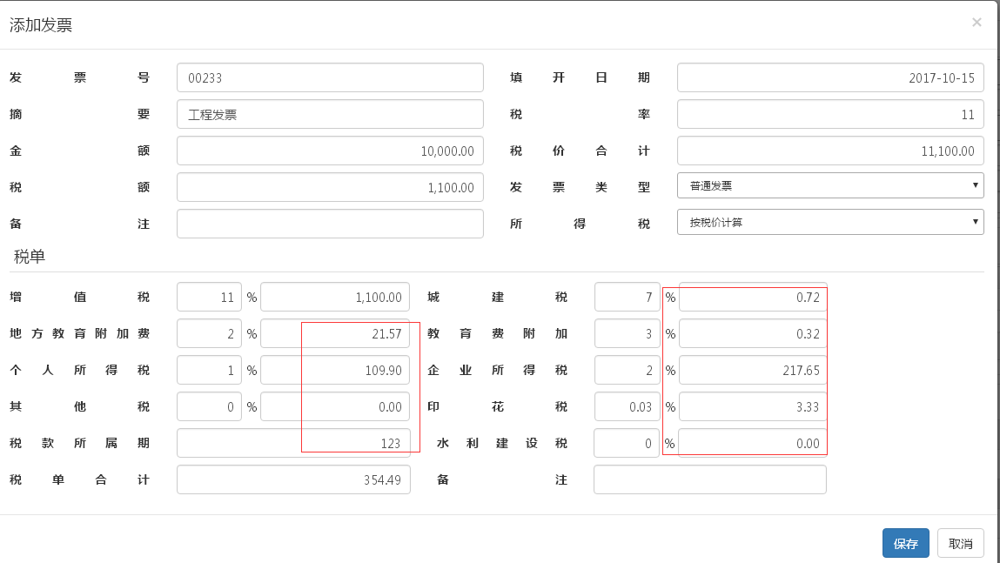 添加发票 ×
发票号 00233 填开日期 2017-10-15
摘要 工程发票 税率 11
金额 10,000.00 税价合计 11,100.00
税额 1,100.00 发票类型 普通发票
备注 所得税 按税价计算
税单
增值税 11 % 1,100.00 城建税 7 % 0.72
地方教育附加费 2 % 21.57 教育费附加 3 % 0.32
个人所得税 1 % 109.90 企业所得税 2 % 217.65
其他税 0 % 0.00 印花税 0.03 % 3.33
税款所属期 123 水利建设税 0 % 0.00
税单合计 354.49 备注
保存 取消